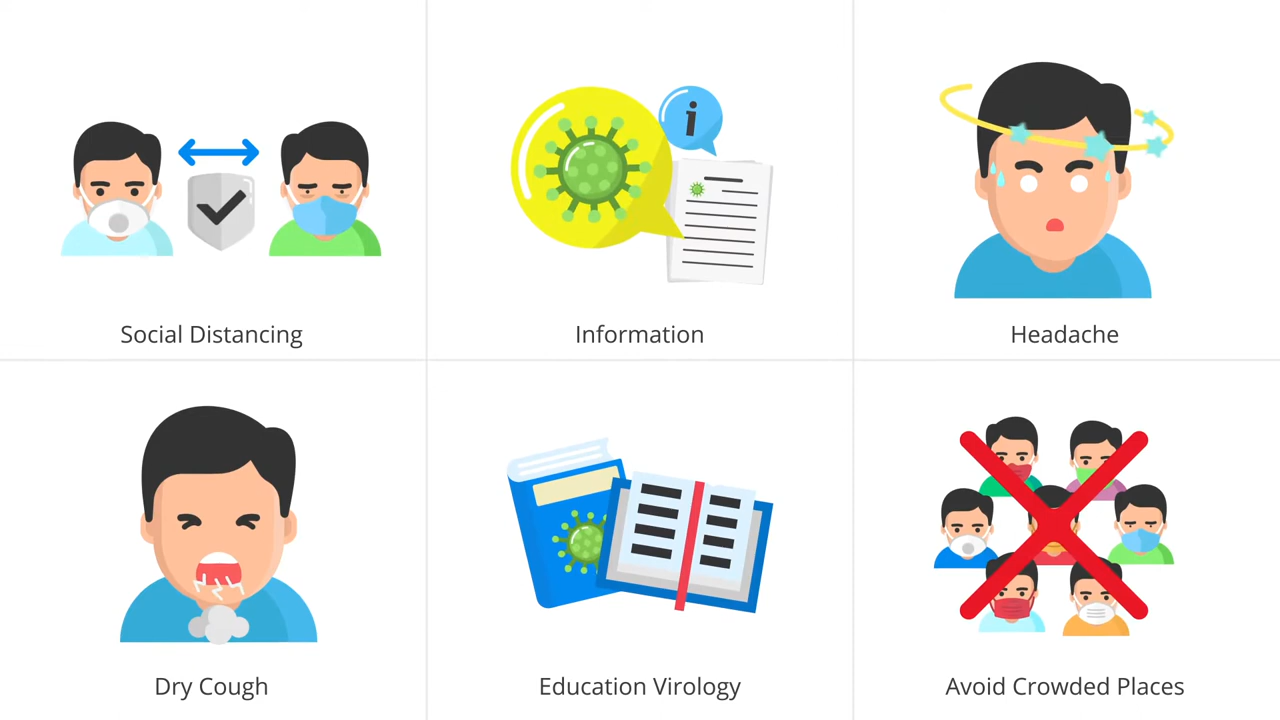 i
Social Distancing
Information
Headache
Dry Cough
Education Virology
Avoid Crowded Places